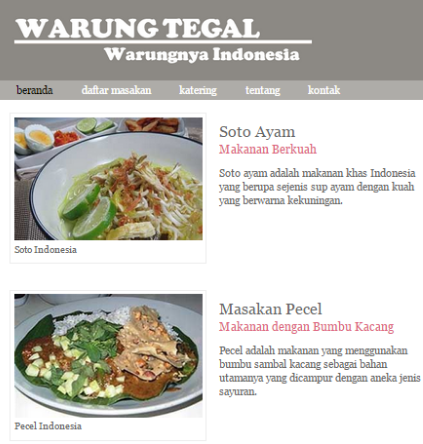 WARUNG TEGAL
Warungnya Indonesia
beranda daftar masakan katering tentang kontak
Soto Ayam
Makanan Berkuah
Soto ayam adalah makanan khas Indonesia
yang berupa sejenis sup ayam dengan kuah
yang berwarna kekuningan.
Soto Indonesia
Masakan Pecel
Makanan dengan Bumbu Kacang
Pecel adalah makanan yang menggunakan
bumbu sambal kacang sebagai bahan
utamanya yang dicampur dengan aneka jenis
sayuran.
Pecel Indonesia